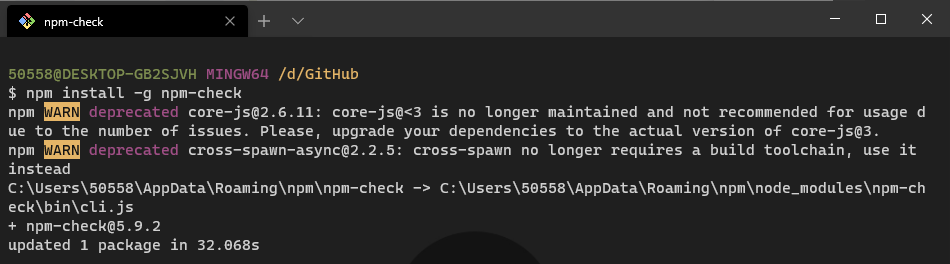 npm-check
50558@DESKTOP-GB2SJVH MINGW64 /d/GitHub
$ npm install -g npm-check
npm WARN deprecated core-js@2.6.11: core-js@<3 is no longer maintained and not recommended for usage d
ue to the number of issues. Please, upgrade your dependencies to the actual version of core-js@3.
npm WARN deprecated cross-spawn-async@2.2.5: cross-spawn no longer requires a build toolchain, use it
instead
C:\Users\50558\AppData\Roaming\npm\npm-check -> C:\Users\50558\AppData\Roaming\npm\node_modules\npm-ch
eck\bin\cli.js
+ npm-check@5.9.2
updated 1 package in 32.068s